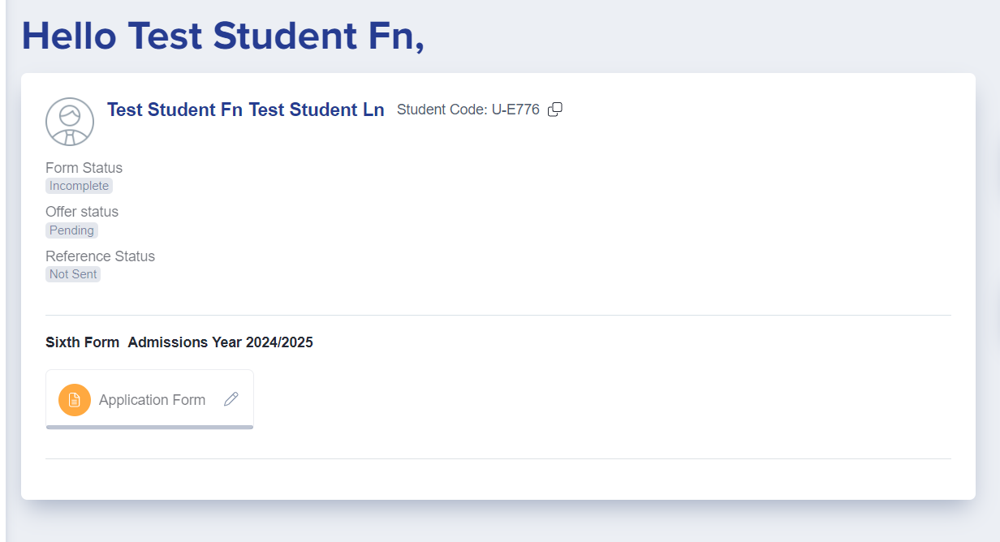 Hello Test Student Fn,
Test Student Fn Test Student Ln Student Code: U-E776
Form Status
Incomplete
Offer status
Pending
Reference Status
Not Sent
Sixth Form Admissions Year 2024/2025
Application Form